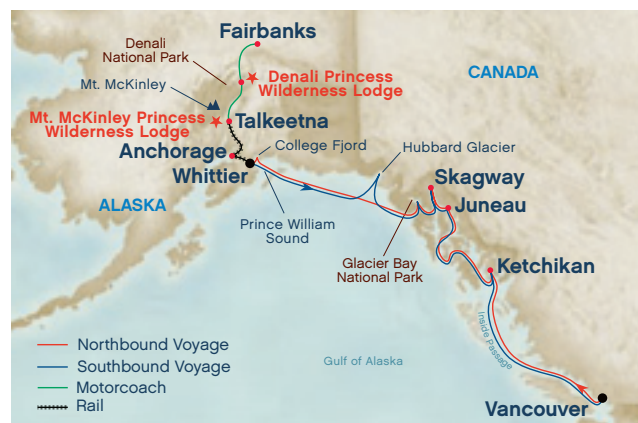 Fairbanks
Denali
National Park
CANADA
Denali Princess
Wilderness Lodge
Mt. McKinley
Mt. McKinley Princess
Wilderness Lodge
Talkeetna
College Fjord
Hubbard Glacier
Anchorage
Whittier
Skagway
ALASKA
Juneau
Prince William
Sound
Glacier Bay
National Park
Ketchikan
Inside Passage
Northbound Voyage
Southbound Voyage
Motorcoach
Rail
Gulf of Alaska
Vancouver